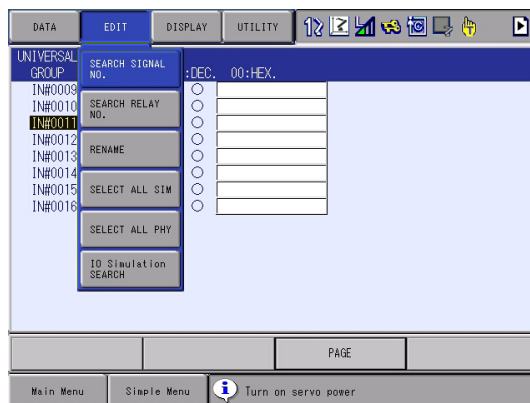 DATA EDIT DISPLAY UTILITY
UNIVERSAL
GROUP :DEC. 00:HEX.
SEARCH SIGNAL
NO.
SEARCH RELAY
NO.
RENAME
SELECT ALL SIM
SELECT ALL PHY
IO Simulation
SEARCH
IN#0009
IN#0010
IN#0011
IN#0012
IN#0013
IN#0014
IN#0015
IN#0016
PAGE
Main Menu Simple Menu Turn on servo power